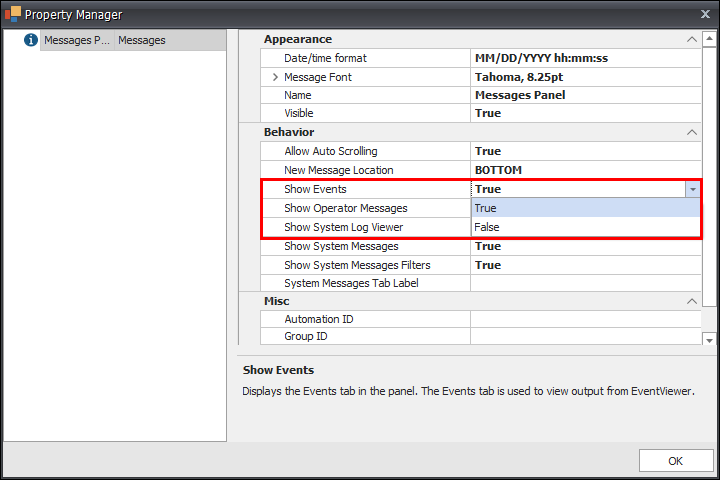 Property Manager
Messages P... Messages
Appearance
Date/time format MM/DD/YYYY hh:mm:ss
Message Font Tahoma, 8.25pt
Name Messages Panel
Visible True
Behavior
Allow Auto Scrolling True
New Message Location BOTTOM
Show Events True
Show Operator Messages True
Show System Log Viewer False
Show System Messages True
Show System Messages Filters True
System Messages Tab Label
Misc
Automation ID
Group ID
Show Events
Displays the Events tab in the panel. The Events tab is used to view output from EventViewer.
OK